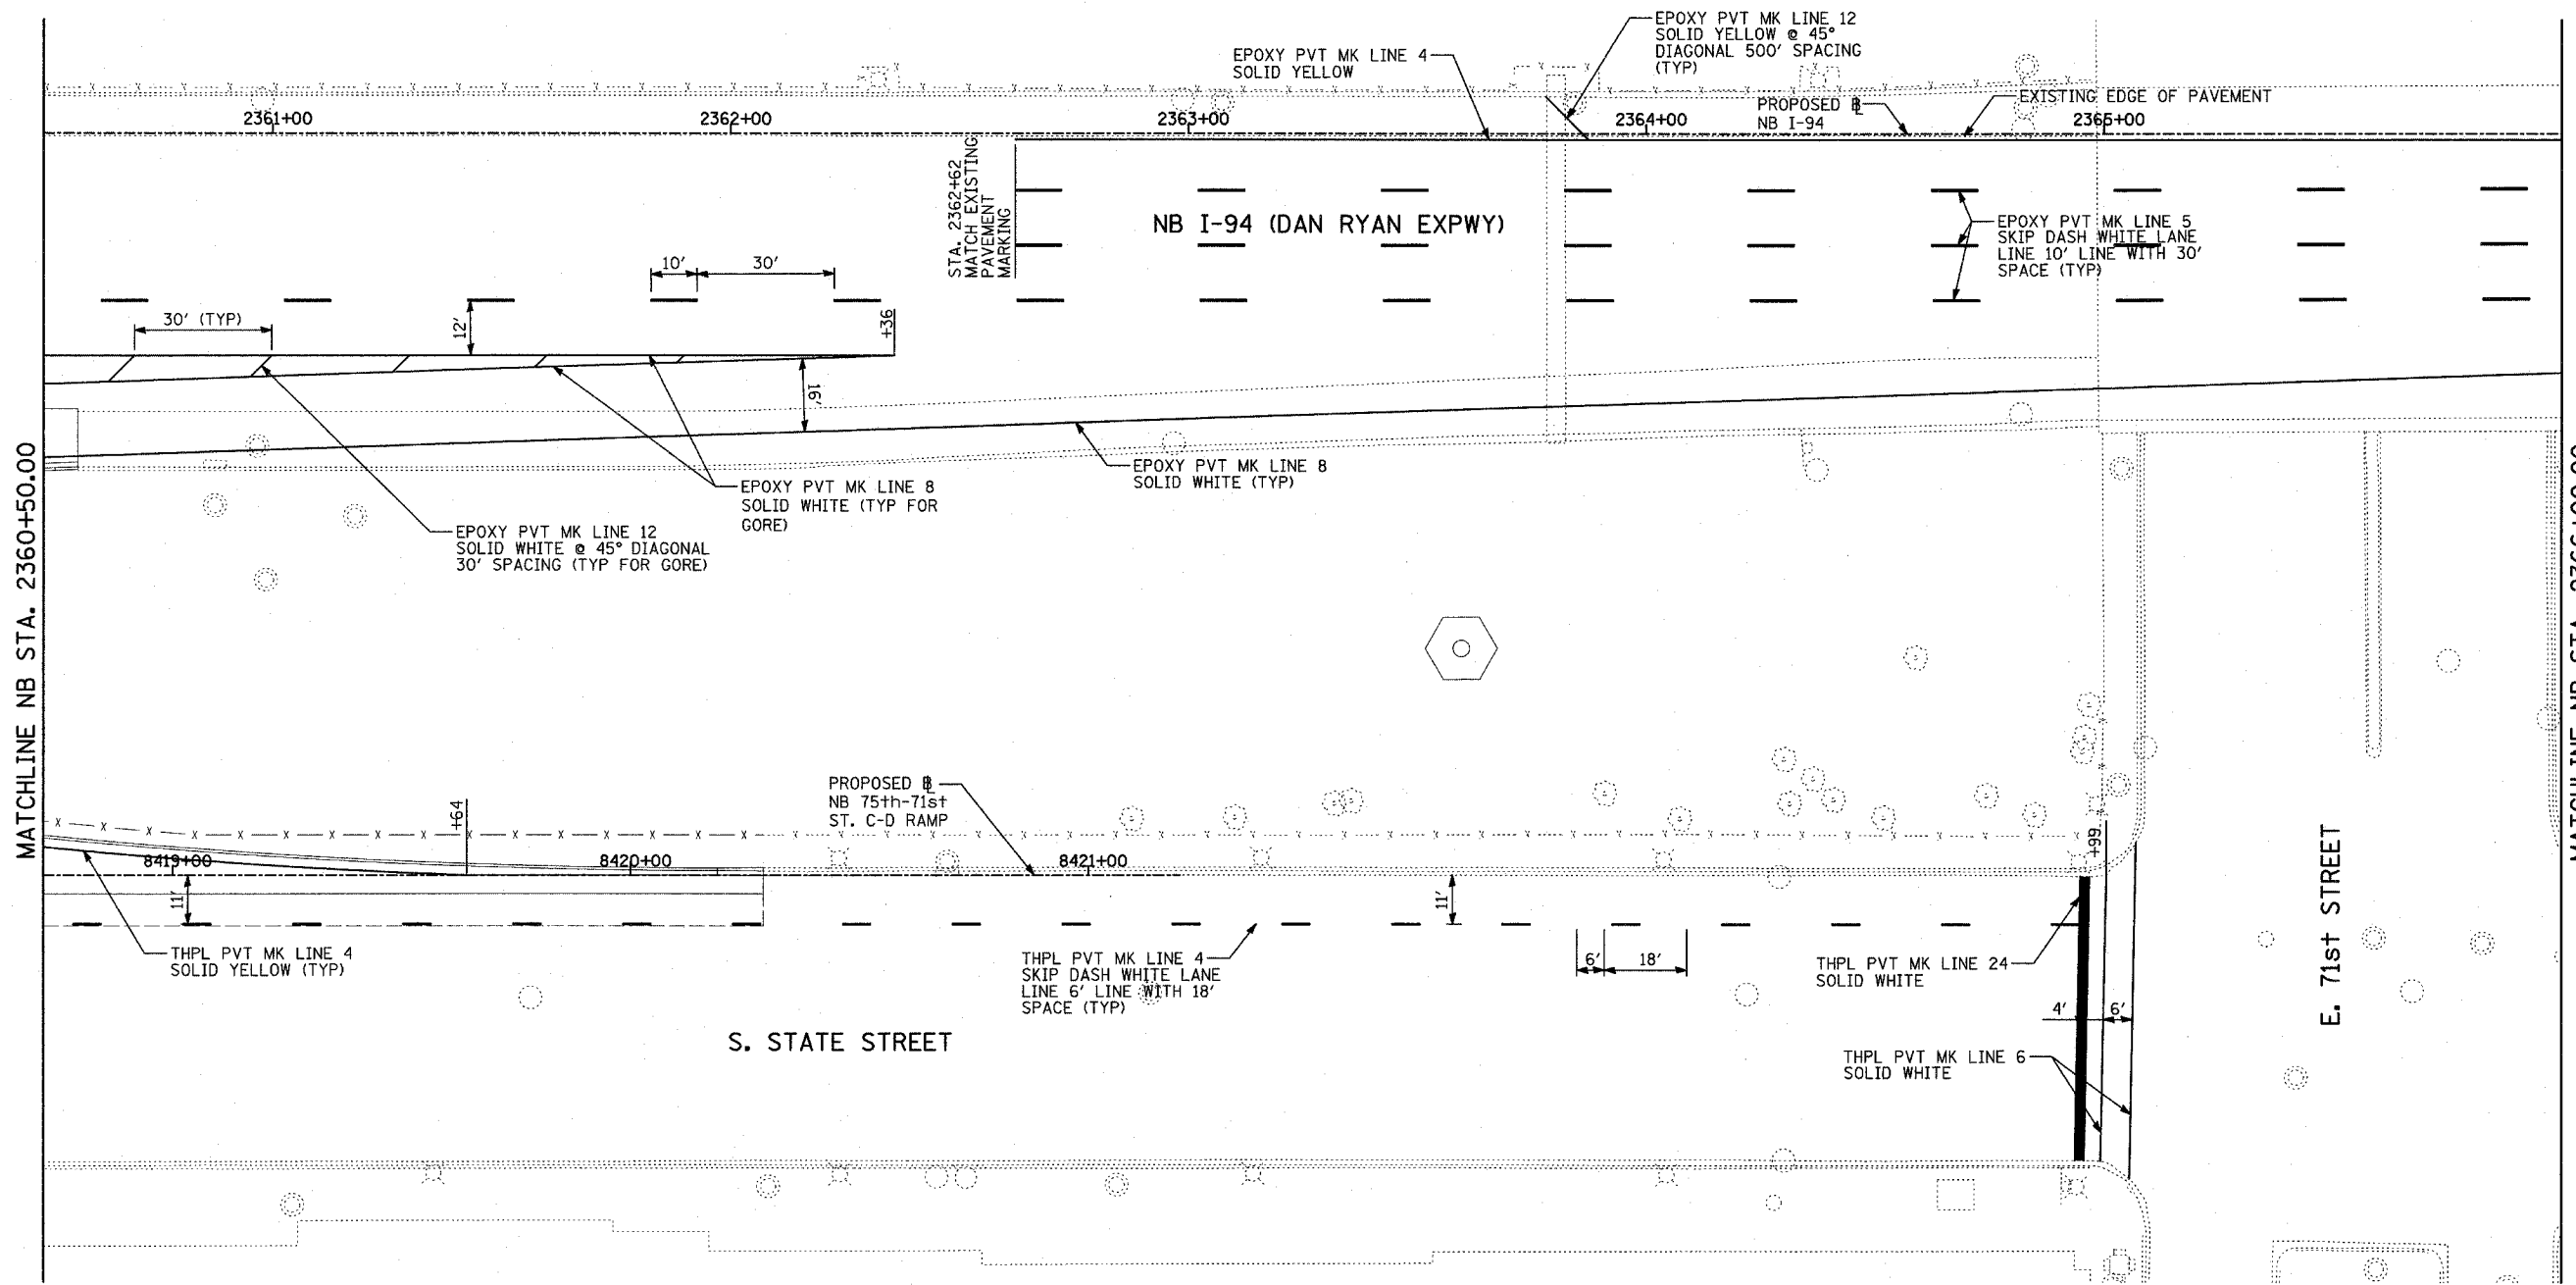 EPOXY PVT MK LINE 12
SOLID YELLOW @ 45°
DIAGONAL 500' SPACING
(TYP)
EPOXY PVT MK LINE 4
SOLID YELLOW
PROPOSED ℄
NB I-94
EXISTING EDGE OF PAVEMENT
2361+00
2362+00
2363+00
2364+00
2365+00
STA. 2362+62
MATCH EXISTING
PAVEMENT
MARKING
NB I-94 (DAN RYAN EXPWY)
EPOXY PVT MK LINE 5
SKIP DASH WHITE LANE
LINE 10' LINE WITH 30'
SPACE (TYP)
10'
30'
30' (TYP)
12'
+36
16'
EPOXY PVT MK LINE 8
SOLID WHITE (TYP)
EPOXY PVT MK LINE 8
SOLID WHITE (TYP FOR
GORE)
EPOXY PVT MK LINE 12
SOLID WHITE @ 45° DIAGONAL
30' SPACING (TYP FOR GORE)
MATCHLINE NB STA. 2360+50.00
MATCHLINE NB STA. 2366+00.00
PROPOSED ℄
NB 75th-71st
ST. C-D RAMP
+64
8419+00
8420+00
8421+00
+99
11'
11'
THPL PVT MK LINE 4
SOLID YELLOW (TYP)
THPL PVT MK LINE 4
SKIP DASH WHITE LANE
LINE 6' LINE WITH 18'
SPACE (TYP)
6'
18'
THPL PVT MK LINE 24
SOLID WHITE
4'
6'
THPL PVT MK LINE 6
SOLID WHITE
S. STATE STREET
E. 71st STREET